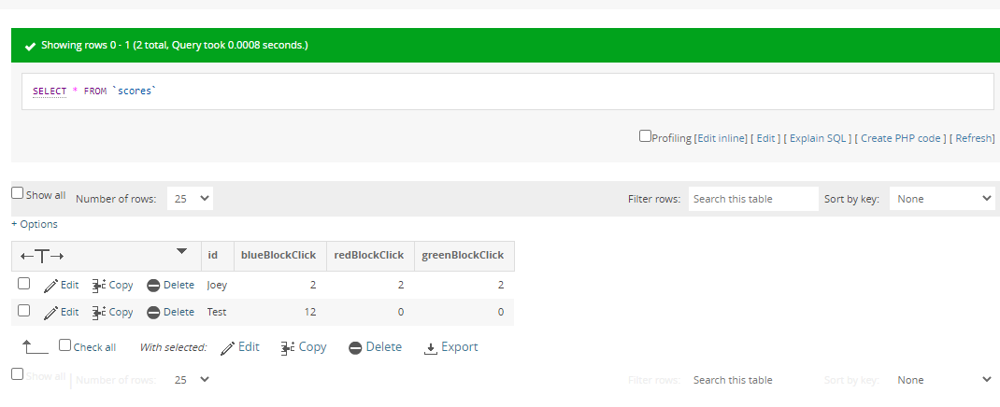 Showing rows 0 - 1 (2 total, Query took 0.0008 seconds.)
SELECT * FROM `scores`
Profiling [Edit inline] [ Edit ] [ Explain SQL ] [ Create PHP code ] [ Refresh]
Show all Number of rows: 25 Filter rows: Search this table Sort by key: None
+ Options
←T→ id blueBlockClick redBlockClick greenBlockClick
Edit Copy Delete Joey 2 2 2
Edit Copy Delete Test 12 0 0
Check all With selected: Edit Copy Delete Export
Show all Number of rows: 25 Filter rows: Search this table Sort by key: None